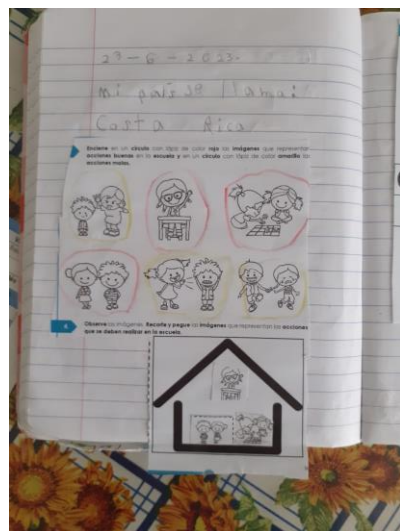 23-6-2023.
mi país se llama:
Costa Rica
Encierre en un círculo con lápiz de color rojo las imágenes que representan
acciones buenas en la escuela y en un círculo con lápiz de color amarillo las
acciones malas.
Observe las imágenes. Recorte y pegue las imágenes que representan las acciones
que se deben realizar en la escuela.